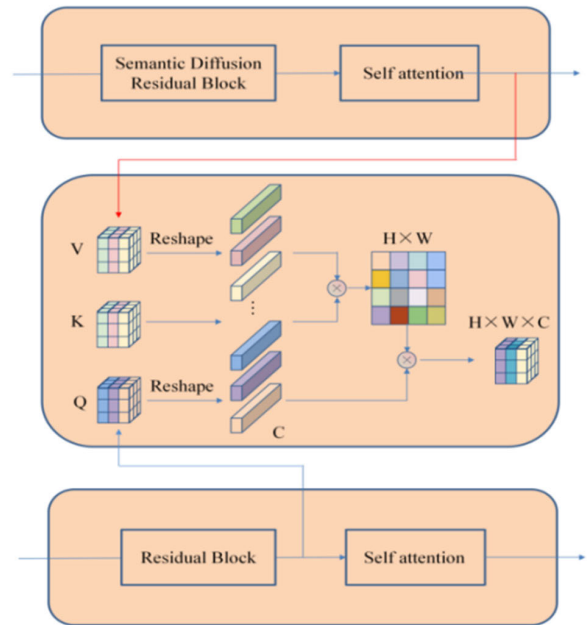 Semantic Diffusion
Residual Block
Self attention
V
Reshape
H×W
K
⋮
H×W×C
Q
Reshape
C
Residual Block
Self attention